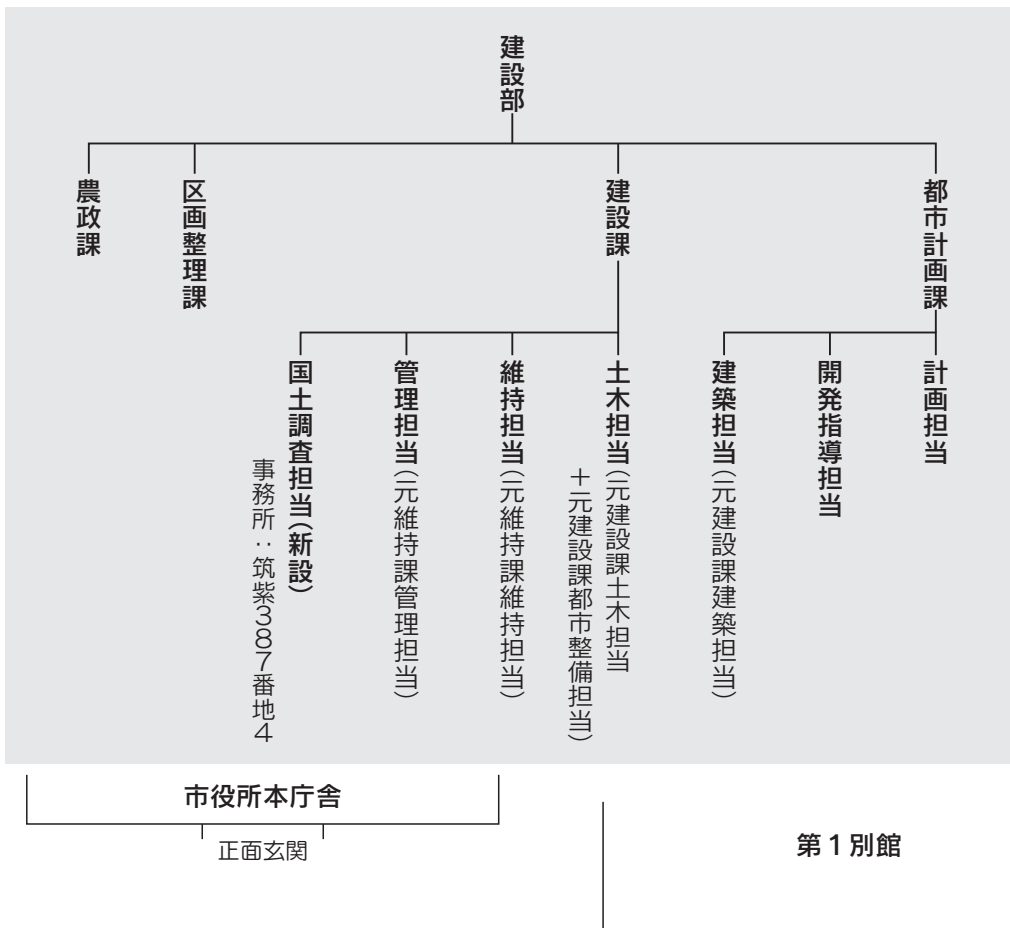 建設部
都市計画課
建設課
区画整理課
農政課
計画担当
開発指導担当
建築担当(元建設課建築担当)
土木担当(元建設課土木担当
＋元建設課都市整備担当)
維持担当(元維持課維持担当)
管理担当(元維持課管理担当)
国土調査担当(新設)
事務所：筑紫387番地4
市役所本庁舎
正面玄関
第1別館